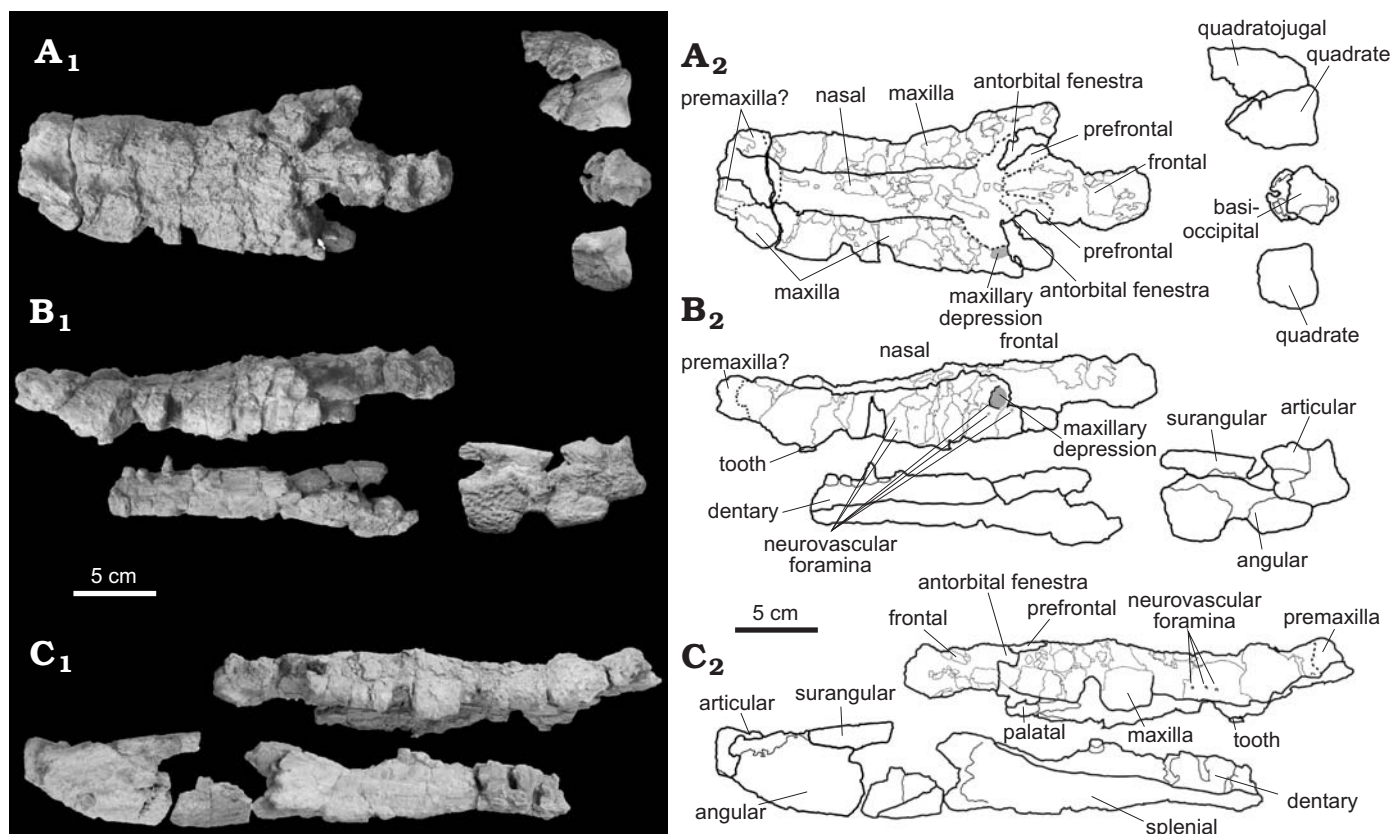 A1
A2
quadratojugal
quadrate
antorbital fenestra
premaxilla?
nasal
maxilla
prefrontal
frontal
basi-
occipital
prefrontal
maxilla
maxillary
depression
antorbital fenestra
quadrate
B1
B2
frontal
nasal
premaxilla?
surangular
articular
maxillary
depression
tooth
dentary
neurovascular
foramina
angular
5 cm
5 cm
C1
C2
antorbital fenestra
frontal
prefrontal
neurovascular
foramina
premaxilla
articular
surangular
palatal
maxilla
tooth
angular
splenial
dentary